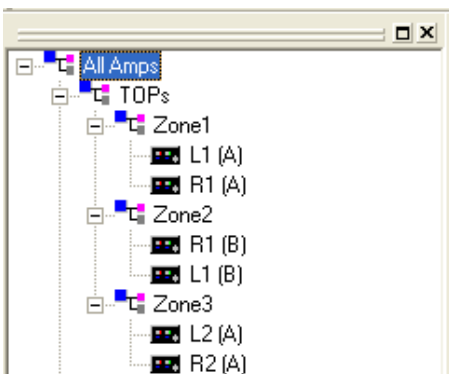 All Amps
TOPs
Zone1
L1 (A)
R1 (A)
Zone2
R1 (B)
L1 (B)
Zone3
L2 (A)
R2 (A)